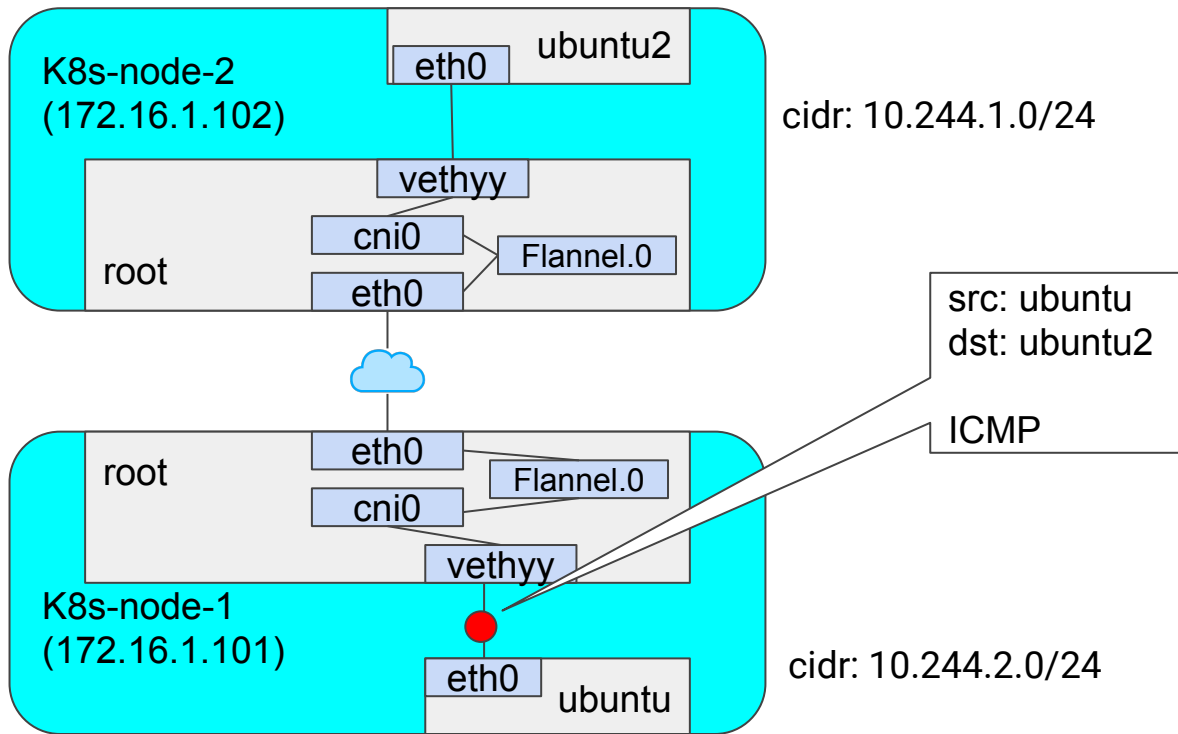 ubuntu2
eth0
K8s-node-2
(172.16.1.102)
cidr: 10.244.1.0/24
vethyy
cni0
Flannel.0
root
eth0
src: ubuntu
dst: ubuntu2
ICMP
eth0
root
Flannel.0
cni0
vethyy
K8s-node-1
(172.16.1.101)
cidr: 10.244.2.0/24
eth0
ubuntu